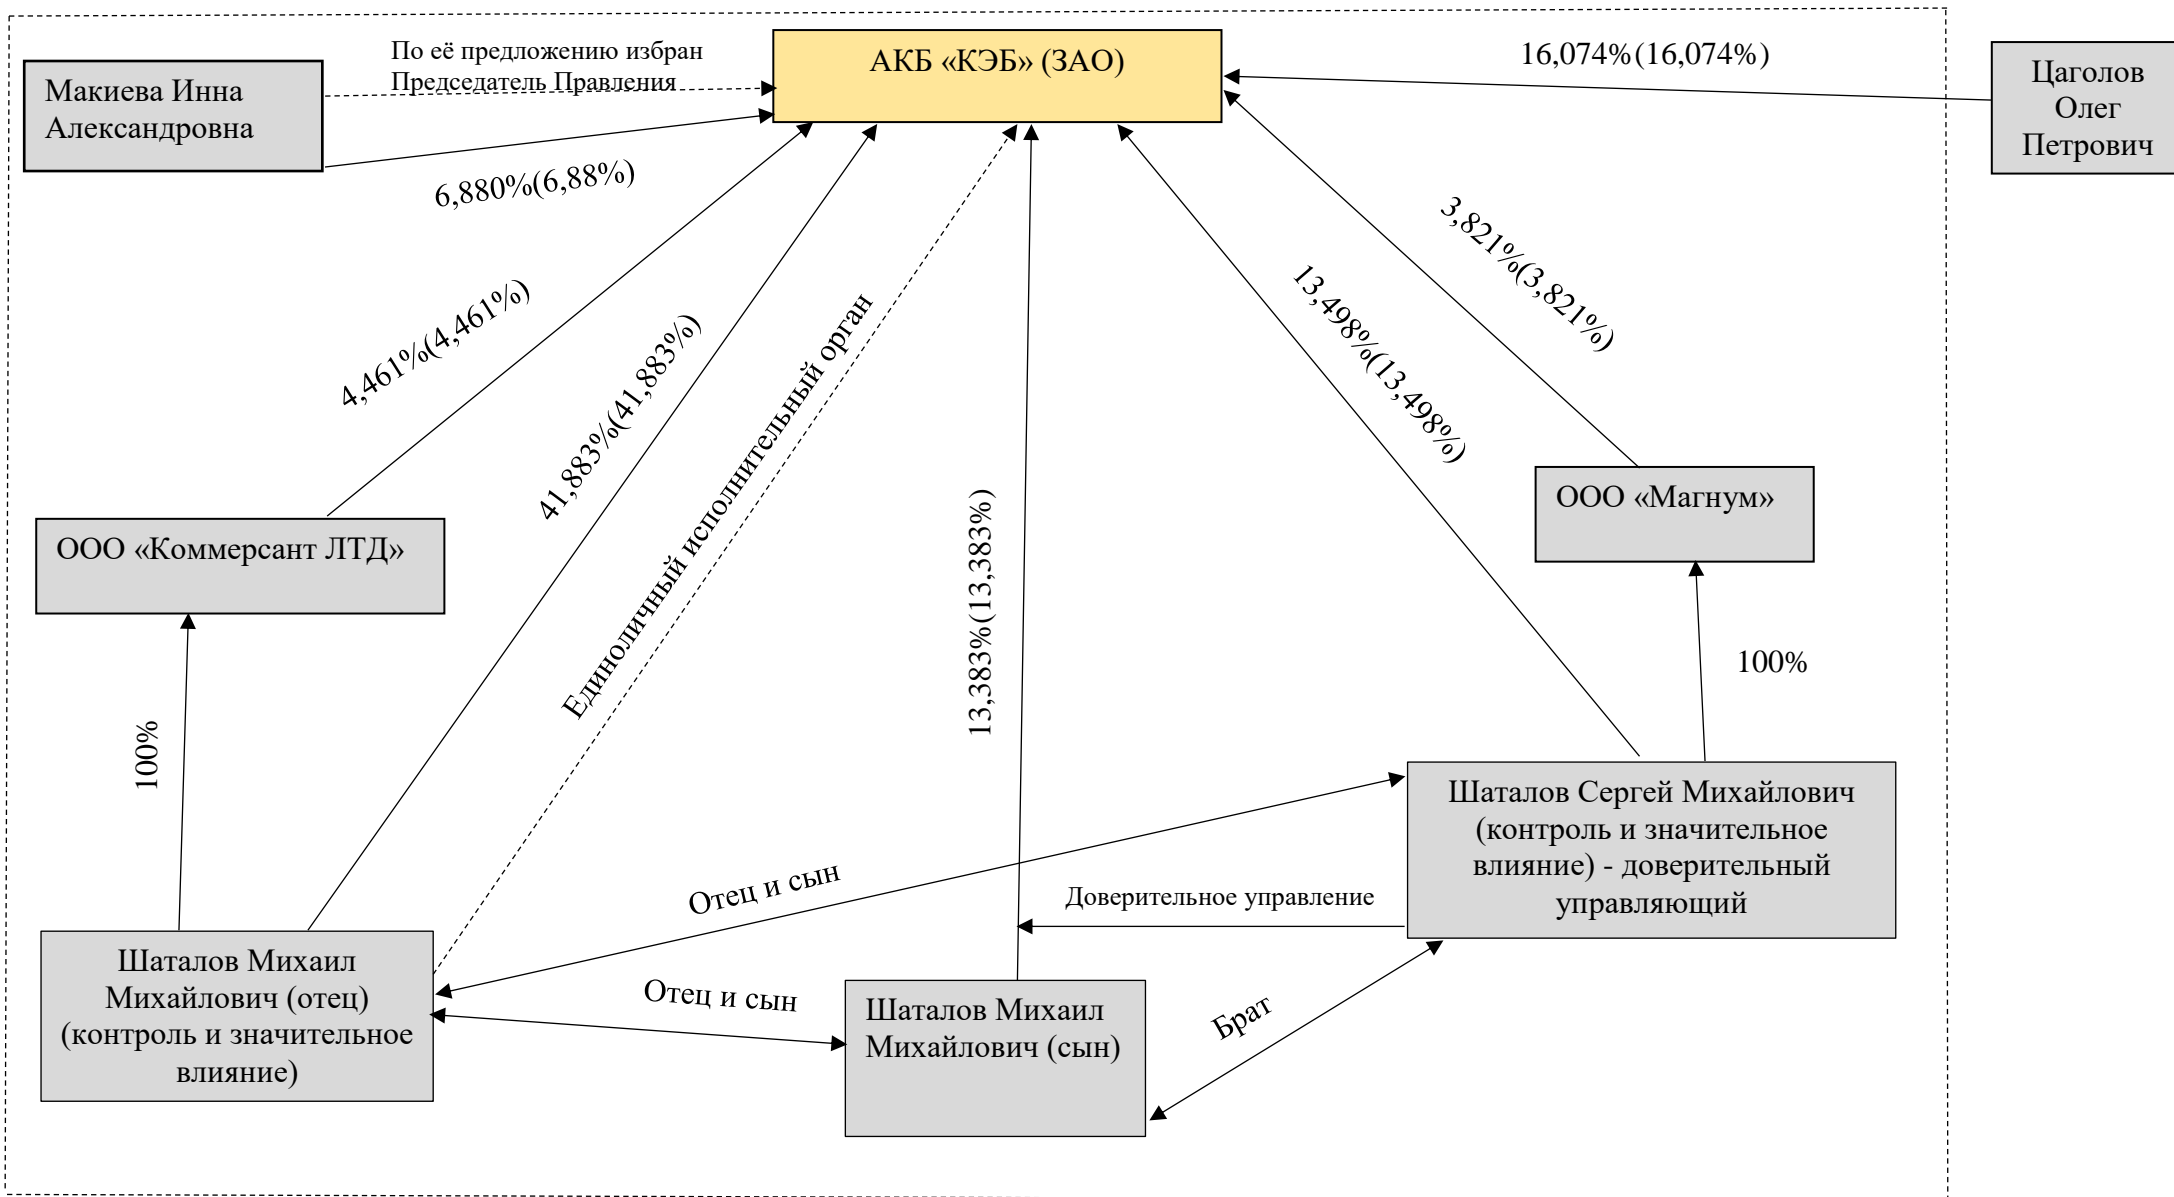 По её предложению избран
Председатель Правления
АКБ «КЭБ» (ЗАО)
16,074%(16,074%)
Цаголов
Олег
Петрович
Макиева Инна
Александровна
6,880%(6,88%)
3,821%(3,821%)
4,461%(4,461%)
41,883%(41,883%)
Единоличный исполнительный орган
13,498%(13,498%)
13,383%(13,383%)
ООО «Магнум»
ООО «Коммерсант ЛТД»
100%
100%
Шаталов Сергей Михайлович
(контроль и значительное
влияние) - доверительный
управляющий
Отец и сын
Доверительное управление
Шаталов Михаил
Михайлович (отец)
(контроль и значительное
влияние)
Отец и сын
Шаталов Михаил
Михайлович (сын)
Брат